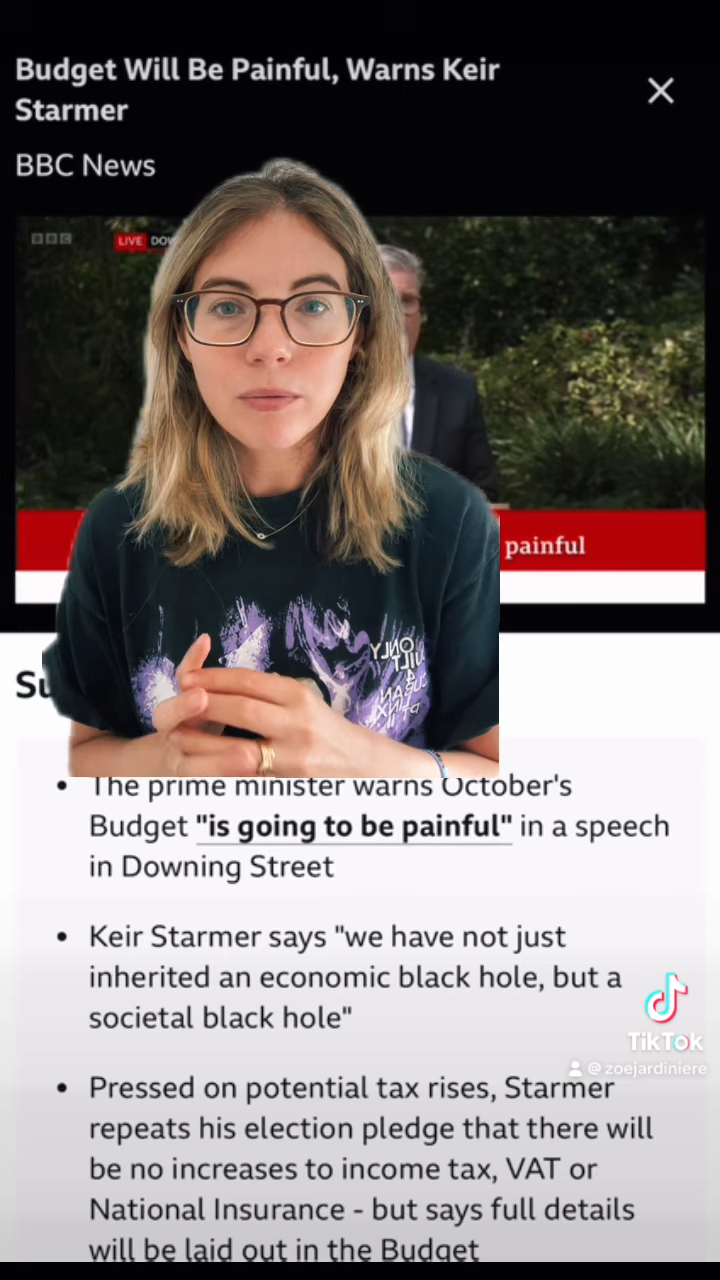 Budget Will Be Painful, Warns Keir
Starmer
BBC News
BBC
LIVE DOW
painful
Su
The prime minister warns October's
Budget "is going to be painful" in a speech
in Downing Street
Keir Starmer says "we have not just
inherited an economic black hole, but a
societal black hole"
Pressed on potential tax rises, Starmer
repeats his election pledge that there will
be no increases to income tax, VAT or
National Insurance - but says full details
will be laid out in the Budget
TikTok
@zoejardiniere